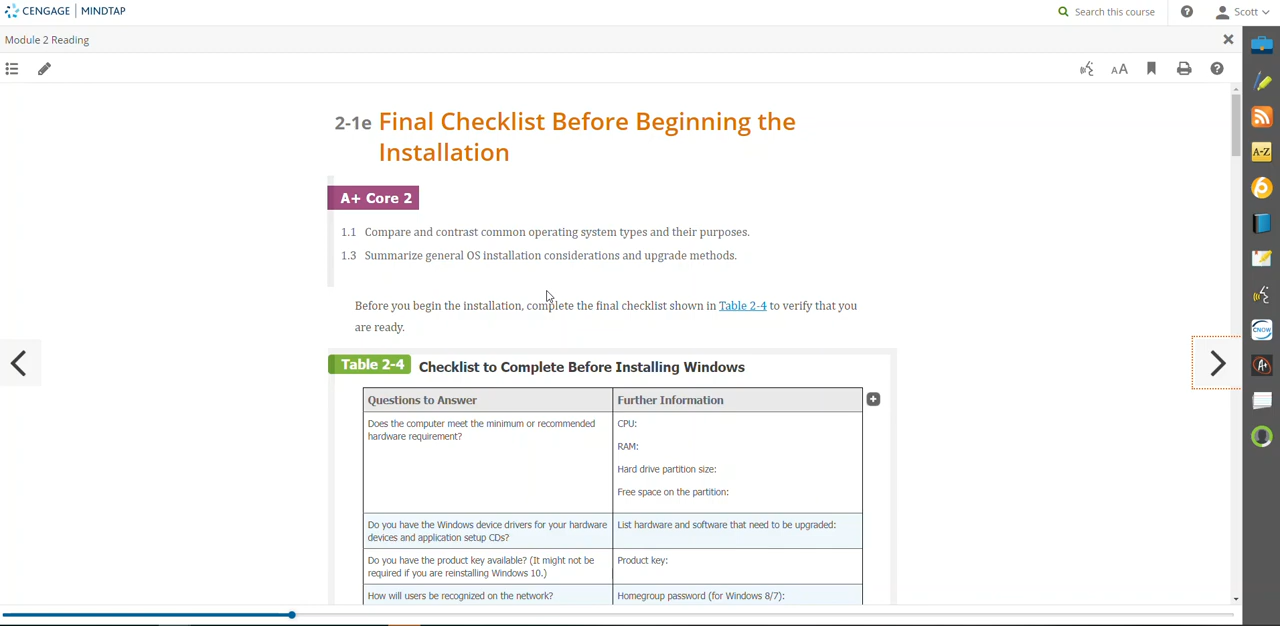 CENGAGE | MINDTAP
Search this course
Scott
Module 2 Reading
AA
2-1e Final Checklist Before Beginning the
Installation
A+ Core 2
1.1 Compare and contrast common operating system types and their purposes.
1.3 Summarize general OS installation considerations and upgrade methods.
Before you begin the installation, complete the final checklist shown in Table 2-4 to verify that you
are ready.
Table 2-4 Checklist to Complete Before Installing Windows
Questions to Answer
Further Information
Does the computer meet the minimum or recommended
hardware requirement?
CPU:
RAM:
Hard drive partition size:
Free space on the partition:
Do you have the Windows device drivers for your hardware
devices and application setup CDs?
List hardware and software that need to be upgraded:
Do you have the product key available? (It might not be
required if you are reinstalling Windows 10.)
Product key:
How will users be recognized on the network?
Homegroup password (for Windows 8/7):
A-Z
CNOW
A+